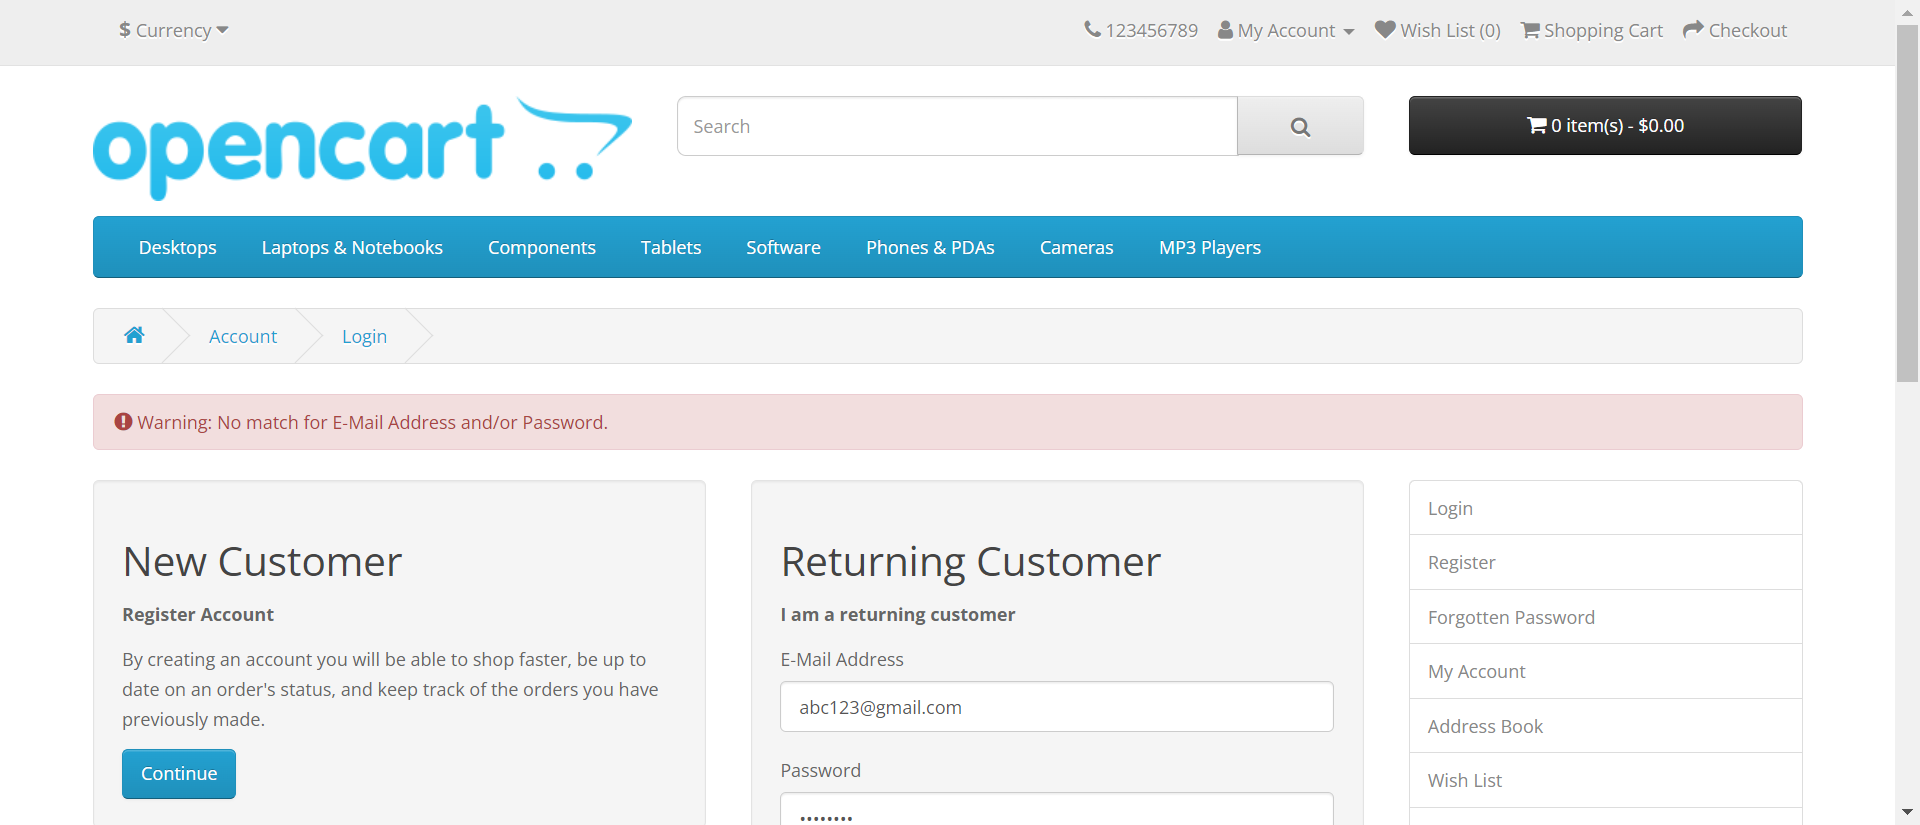 $ Currency 123456789 My Account Wish List (0) Shopping Cart Checkout
opencart
Search
0 item(s) - $0.00
Desktops Laptops & Notebooks Components Tablets Software Phones & PDAs Cameras MP3 Players
Account Login
Warning: No match for E-Mail Address and/or Password.
New Customer
Register Account
By creating an account you will be able to shop faster, be up to
date on an order's status, and keep track of the orders you have
previously made.
Continue
Returning Customer
I am a returning customer
E-Mail Address
abc123@gmail.com
Password
Login
Register
Forgotten Password
My Account
Address Book
Wish List